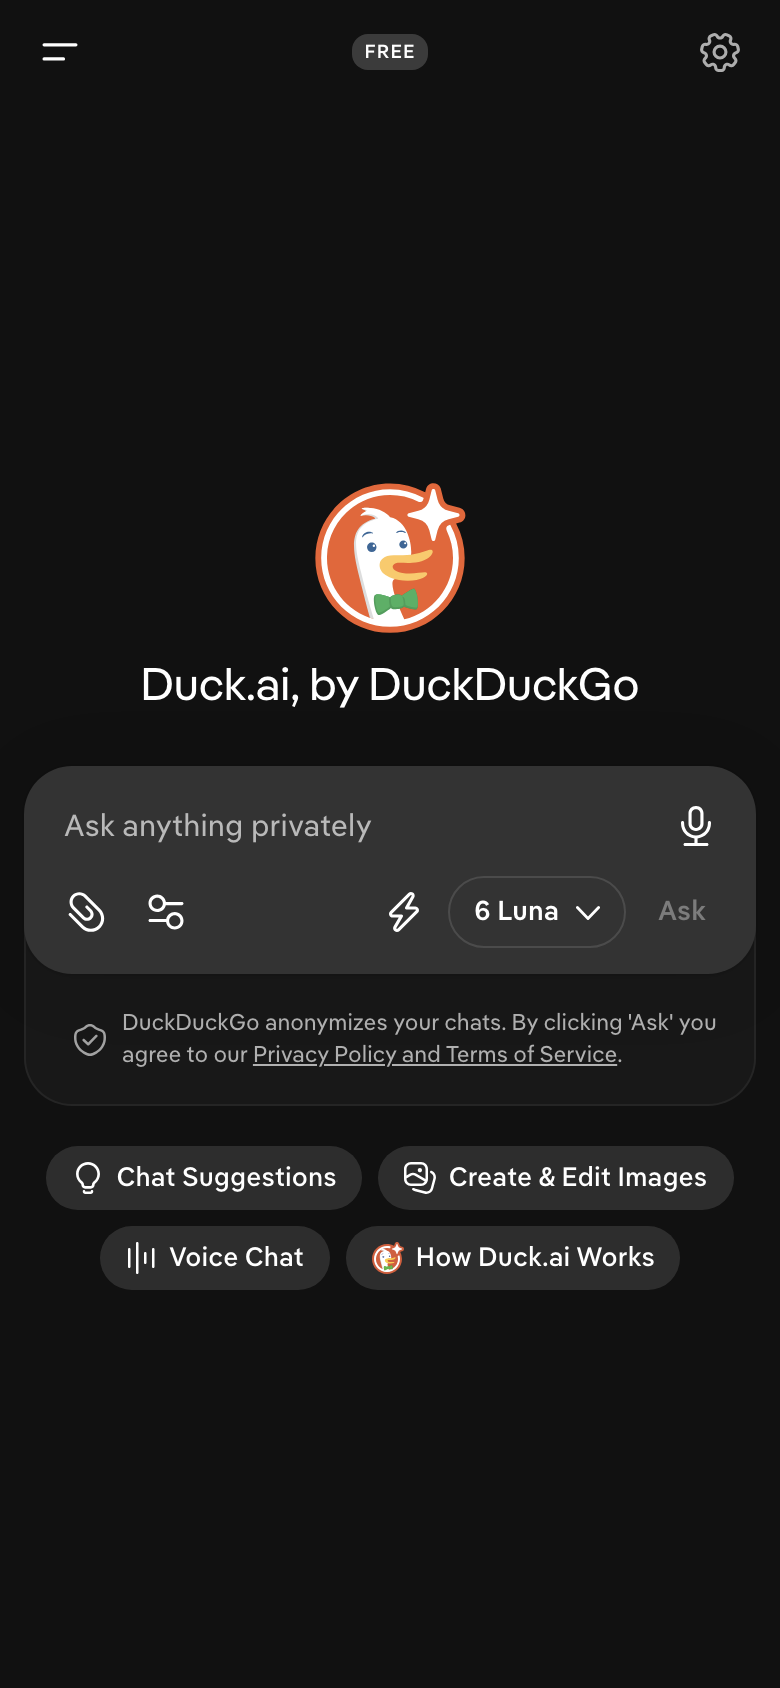 FREE
Duck.ai, by DuckDuckGo
Ask anything privately
6 Luna
Ask
DuckDuckGo anonymizes your chats. By clicking 'Ask' you
agree to our Privacy Policy and Terms of Service.
Chat Suggestions
Create & Edit Images
Voice Chat
How Duck.ai Works